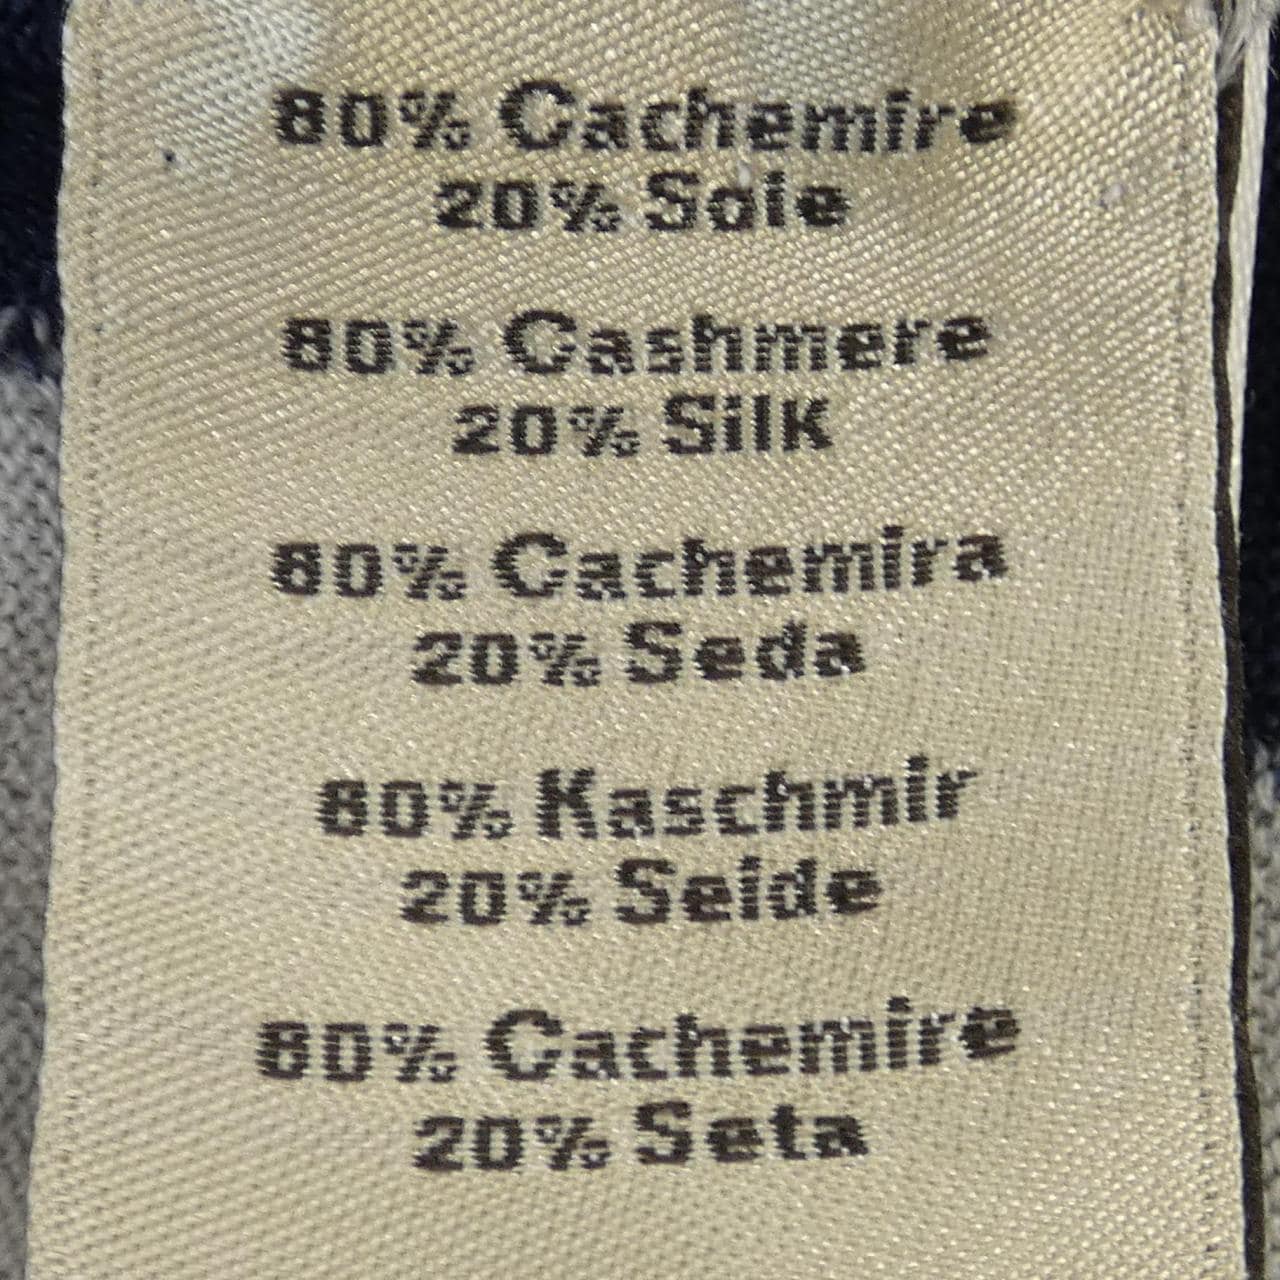 80% Cachemire
20% Soie
80% Cashmere
20% Silk
80% Cachemira
20% Seda
80% Kaschmir
20% Seide
80% Cachemire
20% Seta